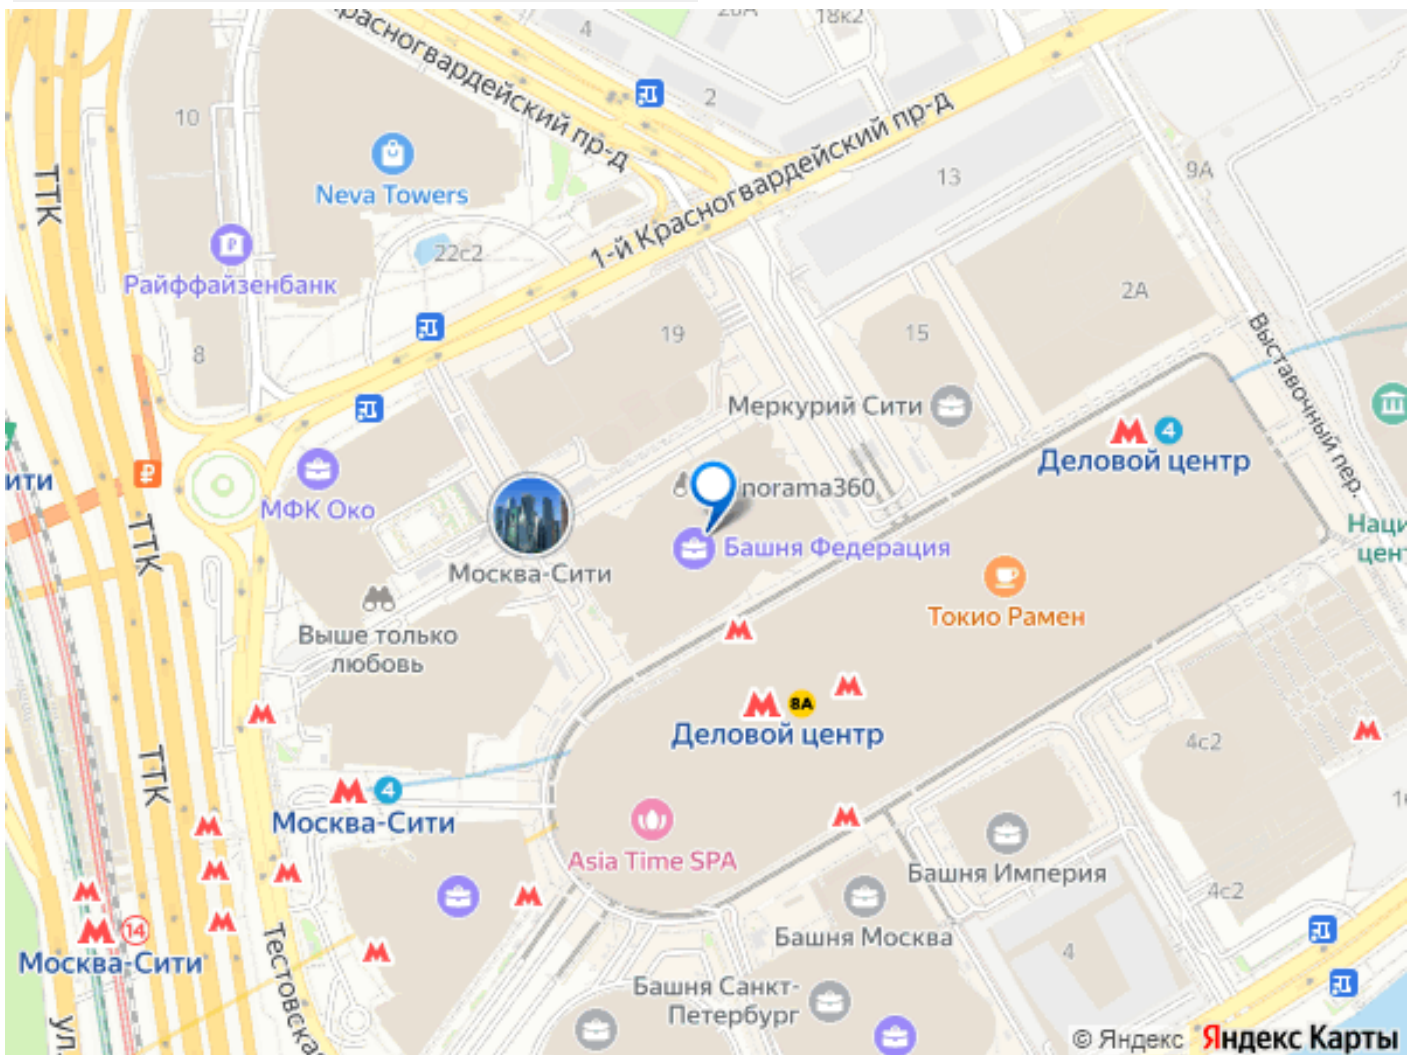 20А
18к2
4
Красногвардейский пр-д
2
10
1-й Красногвардейский пр-д
ТТК
Neva Towers
13
9А
22с2
Райффайзенбанк
2А
19
15
8
Выставочный пер.
Меркурий Сити
4
Деловой центр
сити
МФК Око
norama360
Наци
цент
Башня Федерация
ТТК
Москва-Сити
Токио Рамен
Выше только
любовь
8А
Деловой центр
4с2
ТТК
4
Москва-Сити
Asia Time SPA
Башня Империя
4с2
14
Москва-Сити
Тестовская
Башня Москва
4
Башня Санкт-
Петербург
ул.
© Яндекс Яндекс Карты